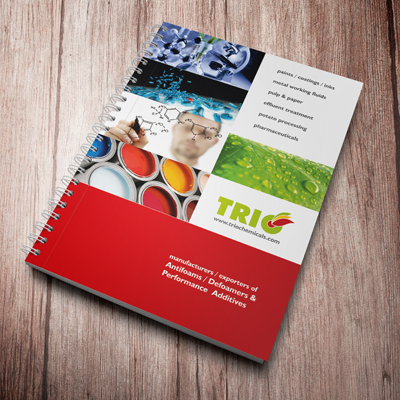 paints / coatings / inks
metal working fluids
pulp & paper
effluent treatment
potato processing
pharmaceuticals
TRIO
www.triochemicals.com
manufacturers / exporters of
Antifoams / Defoamers &
Performance Additives